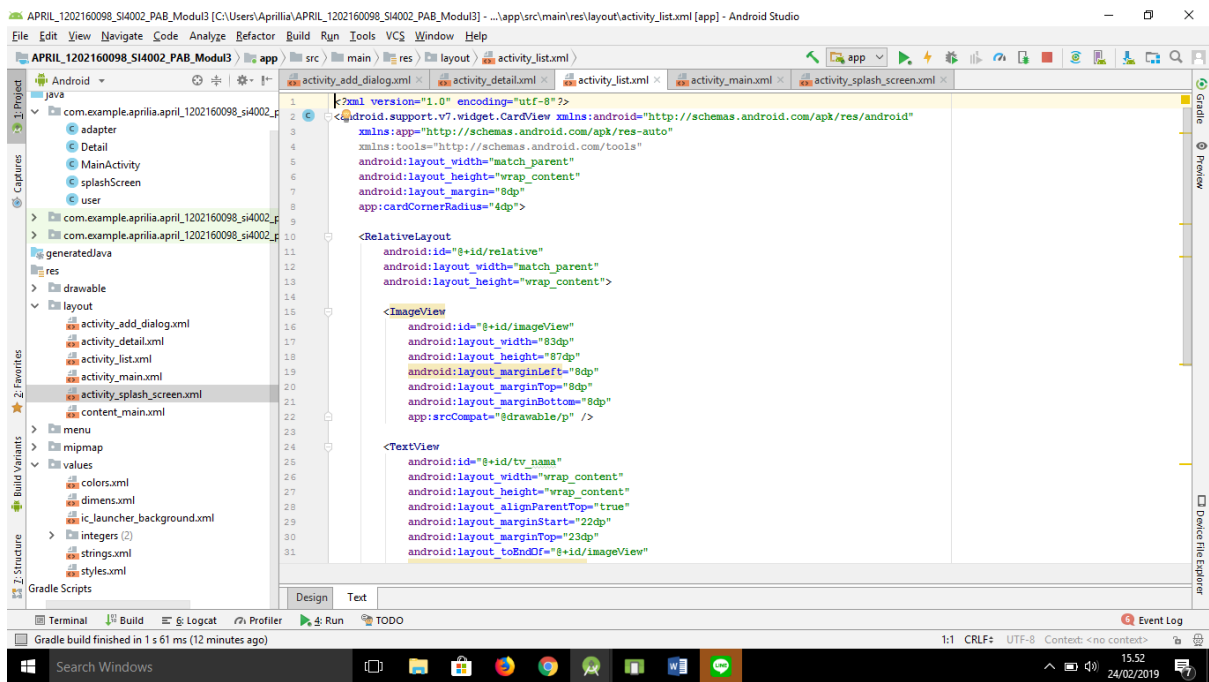 APRIL_1202160098_SI4002_PAB_Modul3 [C:\Users\Aprillia\APRIL_1202160098_SI4002_PAB_Modul3] - ...\app\src\main\res\layout\activity_list.xml [app] - Android Studio
File Edit View Navigate Code Analyze Refactor Build Run Tools VCS Window Help
APRIL_1202160098_SI4002_PAB_Modul3 app src main res layout activity_list.xml
app
Android
activity_add_dialog.xml activity_detail.xml activity_list.xml activity_main.xml activity_splash_screen.xml
1: Project
Captures
2: Favorites
Build Variants
7: Structure
java
com.example.aprilia.april_1202160098_si4002_p
adapter
Detail
MainActivity
splashScreen
user
com.example.aprilia.april_1202160098_si4002_p
com.example.aprilia.april_1202160098_si4002_p
generatedJava
res
drawable
layout
activity_add_dialog.xml
activity_detail.xml
activity_list.xml
activity_main.xml
activity_splash_screen.xml
content_main.xml
menu
mipmap
values
colors.xml
dimens.xml
ic_launcher_background.xml
integers (2)
strings.xml
styles.xml
Gradle Scripts
1 <?xml version="1.0" encoding="utf-8"?>
2 <android.support.v7.widget.CardView xmlns:android="http://schemas.android.com/apk/res/android"
3 xmlns:app="http://schemas.android.com/apk/res-auto"
4 xmlns:tools="http://schemas.android.com/tools"
5 android:layout_width="match_parent"
6 android:layout_height="wrap_content"
7 android:layout_margin="8dp"
8 app:cardCornerRadius="4dp">
9
10 <RelativeLayout
11 android:id="@+id/relative"
12 android:layout_width="match_parent"
13 android:layout_height="wrap_content">
14
15 <ImageView
16 android:id="@+id/imageView"
17 android:layout_width="83dp"
18 android:layout_height="87dp"
19 android:layout_marginLeft="8dp"
20 android:layout_marginTop="8dp"
21 android:layout_marginBottom="8dp"
22 app:srcCompat="@drawable/p" />
23
24 <TextView
25 android:id="@+id/tv_nama"
26 android:layout_width="wrap_content"
27 android:layout_height="wrap_content"
28 android:layout_alignParentTop="true"
29 android:layout_marginStart="22dp"
30 android:layout_marginTop="23dp"
31 android:layout_toEndOf="@+id/imageView"
Gradle
Preview
Device File Explorer
Design Text
Terminal Build 6: Logcat Profiler 4: Run TODO Event Log
Gradle build finished in 1 s 61 ms (12 minutes ago) 1:1 CRLF UTF-8 Context: <no context>
Search Windows
15.52
24/02/2019